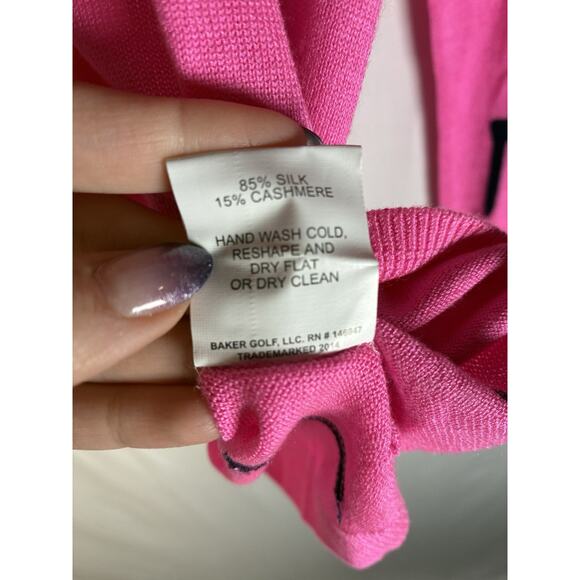 85% SILK
15% CASHMERE
HAND WASH COLD,
RESHAPE AND
DRY FLAT
OR DRY CLEAN
BAKER GOLF, LLC. RN # 146947
TRADEMARKED 2014